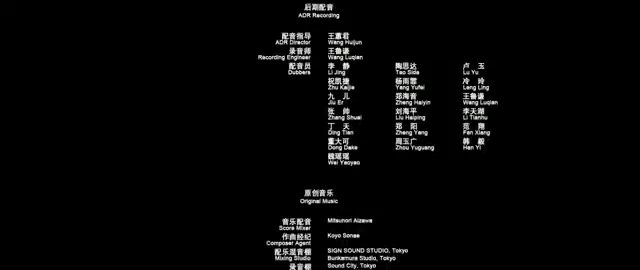 后期配音
ADR Recording
配音指导 王蕙君
ADR Director Wang Huijun
录音师 王鲁谦
Recording Engineer Wang Luqian
配音员 李 静 陶思达 卢 玉
Dubbers Li Jing Tao Sida Lu Yu
祝凯捷 杨雨霏 冷 玲
Zhu Kaijie Yang Yufei Leng Ling
九 儿 郑海音 王鲁谦
Jiu Er Zheng Haiyin Wang Luqian
张 帅 刘海平 李天湖
Zhang Shuai Liu Haiping Li Tianhu
丁 天 郑 阳 范 翔
Ding Tian Zheng Yang Fan Xiang
董大可 周玉广 韩 毅
Dong Dake Zhou Yuguang Han Yi
魏瑶瑶
Wei Yaoyao
原创音乐
Original Music
音乐配音 Mitsunori Aizawa
Score Mixer
作曲经纪 Koyo Sonae
Composer Agent
配乐混音棚 SIGN SOUND STUDIO, Tokyo
Mixing Studio Bunkamura Studio, Tokyo
录音棚 Sound City, Tokyo